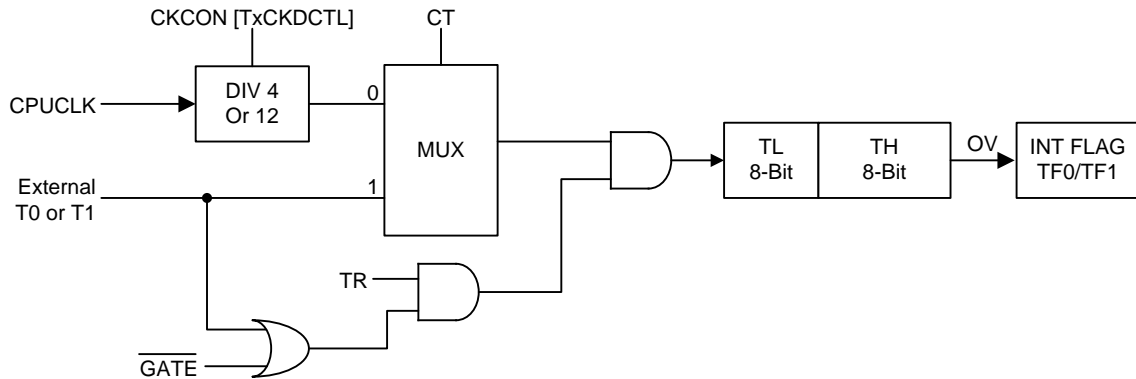 CKCON [TxCKDCTL]
CT
CPUCLK
DIV 4
Or 12
0
MUX
TL
8-Bit
TH
8-Bit
OV
INT FLAG
TF0/TF1
External
T0 or T1
1
TR
GATE